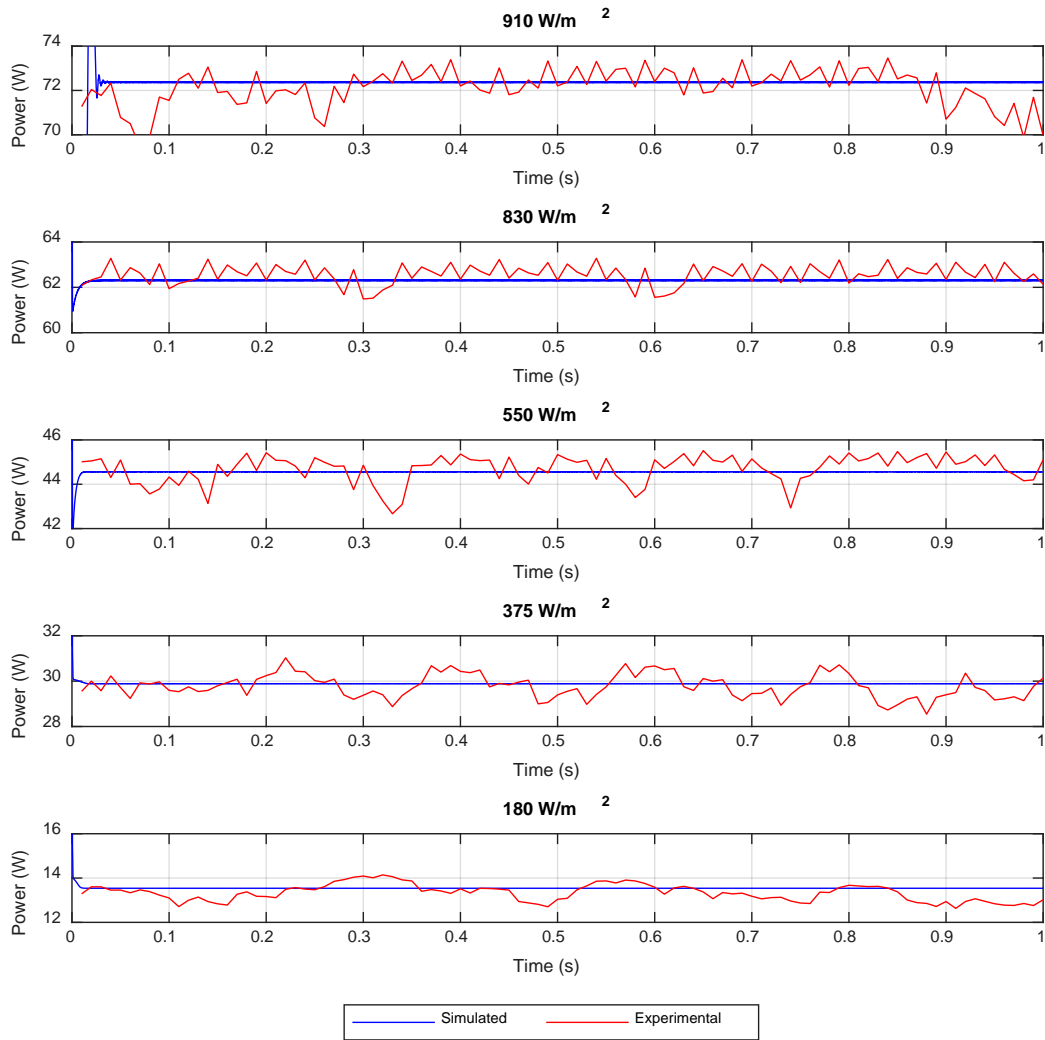 910 W/m 2
74
72
70
Power (W)
0 0.1 0.2 0.3 0.4 0.5 0.6 0.7 0.8 0.9 1
Time (s)
830 W/m 2
64
62
60
Power (W)
0 0.1 0.2 0.3 0.4 0.5 0.6 0.7 0.8 0.9 1
Time (s)
550 W/m 2
46
44
42
Power (W)
0 0.1 0.2 0.3 0.4 0.5 0.6 0.7 0.8 0.9 1
Time (s)
375 W/m 2
32
30
28
Power (W)
0 0.1 0.2 0.3 0.4 0.5 0.6 0.7 0.8 0.9 1
Time (s)
180 W/m 2
16
14
12
Power (W)
0 0.1 0.2 0.3 0.4 0.5 0.6 0.7 0.8 0.9 1
Time (s)
Simulated Experimental